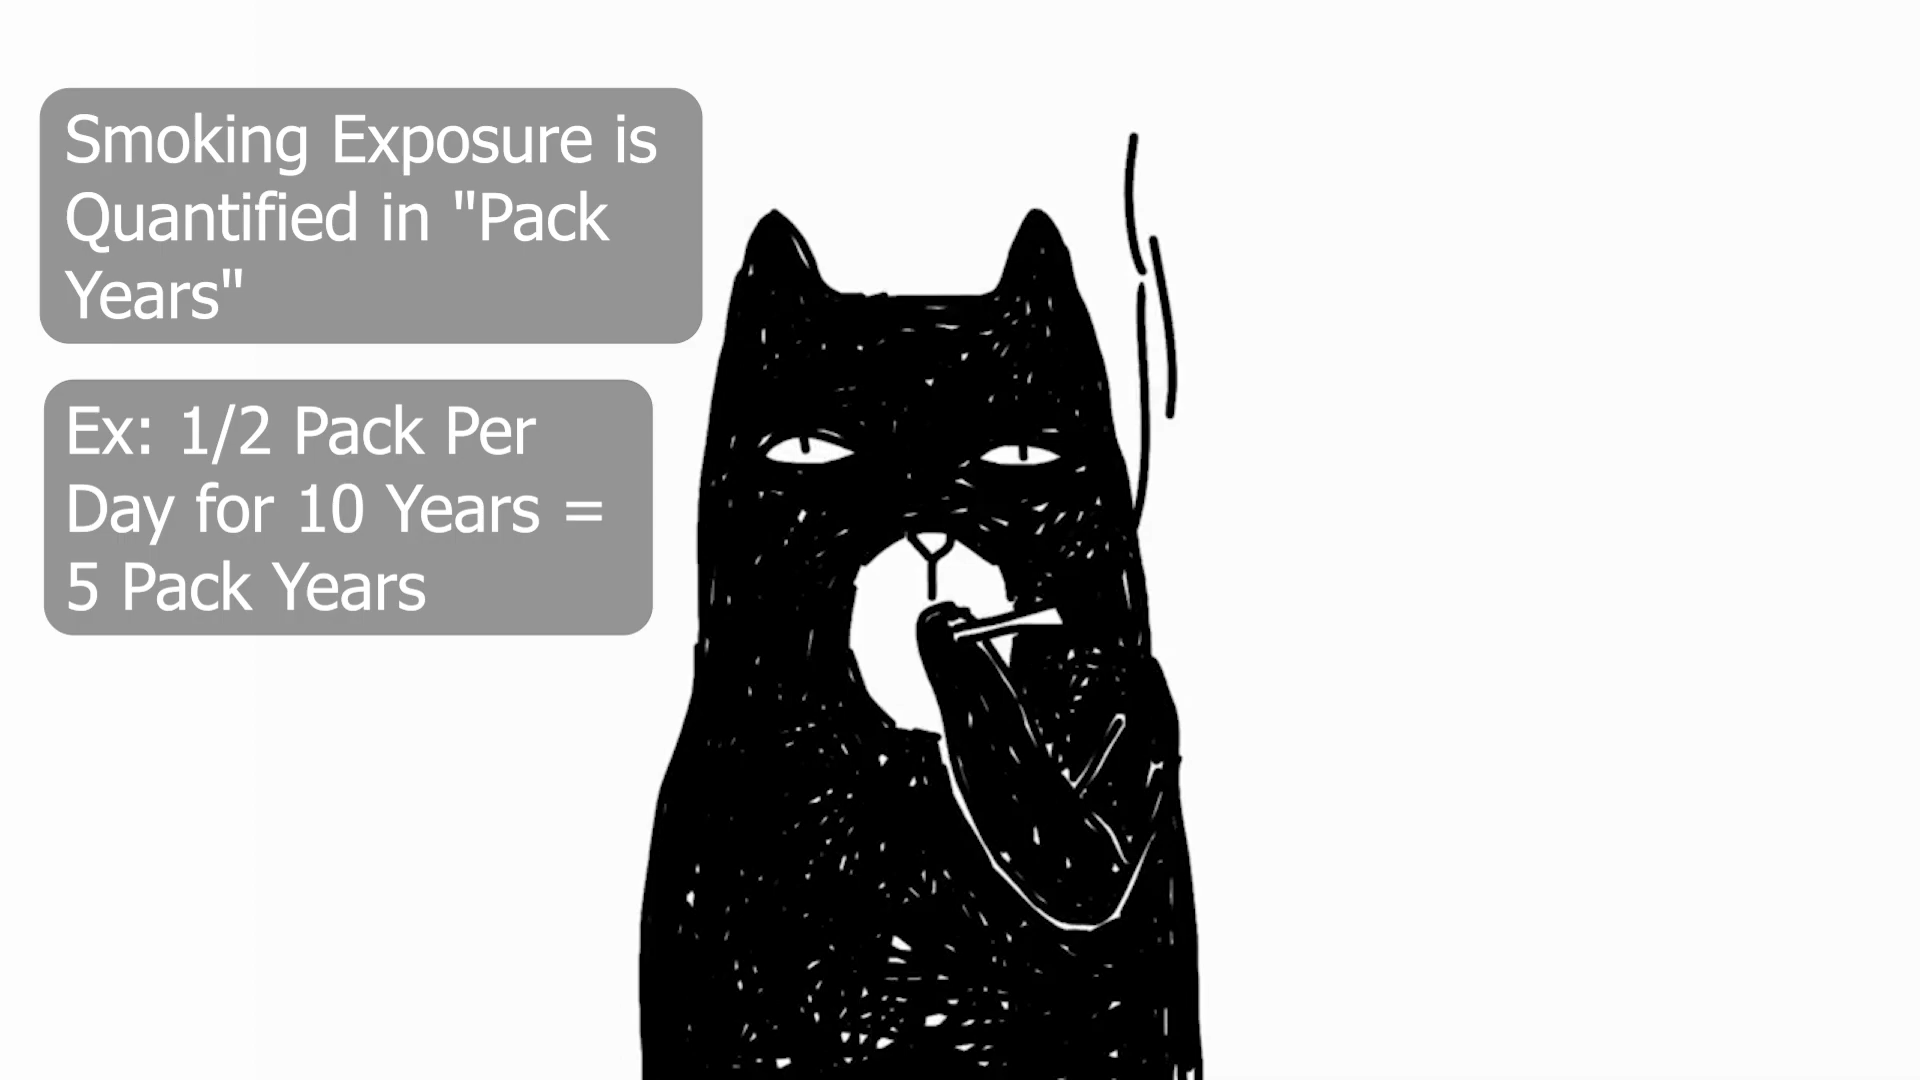 Smoking Exposure is
Quantified in "Pack
Years"
Ex: 1/2 Pack Per
Day for 10 Years =
5 Pack Years